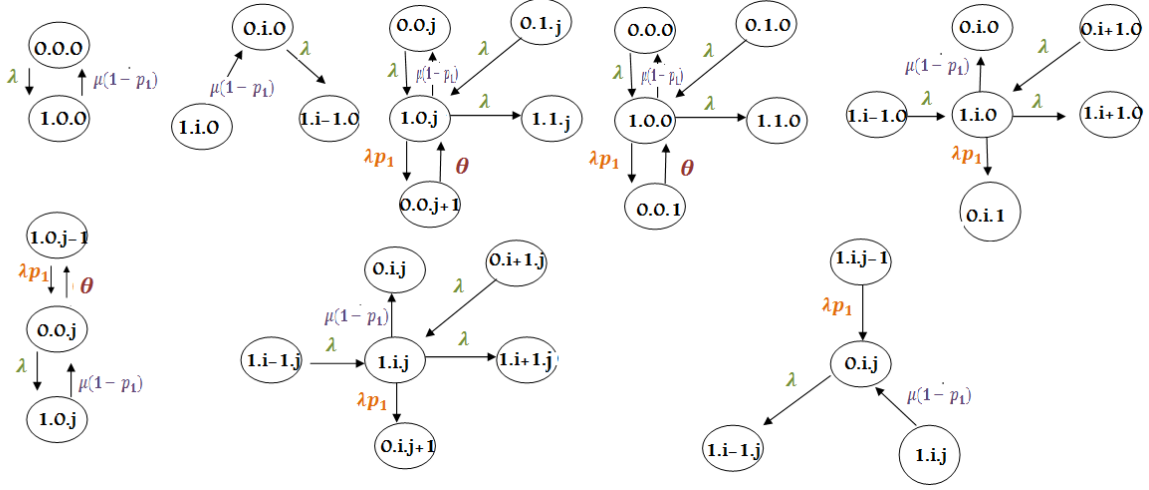 0.0.0
λ
μ(1− p₁)
1.0.0
0.i.0
λ
μ(1− p₁)
1.i.0
1.i−1.0
0.0.j
0.1.j
λ
μ(1− p₁)
λ
1.0.j
λ
1.1.j
λp₁
θ
0.0.j+1
0.0.0
0.1.0
λ
μ(1− p₁)
λ
1.0.0
λ
1.1.0
λp₁
θ
0.0.1
0.i.0
0.i+1.0
μ(1− p₁)
λ
1.i−1.0
λ
1.i.0
λ
1.i+1.0
λp₁
0.i.1
1.0.j−1
λp₁
θ
0.0.j
λ
μ(1− p₁)
1.0.j
0.i.j
0.i+1.j
μ(1− p₁)
λ
1.i−1.j
λ
1.i.j
λ
1.i+1.j
λp₁
0.i.j+1
1.i.j−1
λp₁
0.i.j
λ
μ(1− p₁)
1.i−1.j
1.i.j